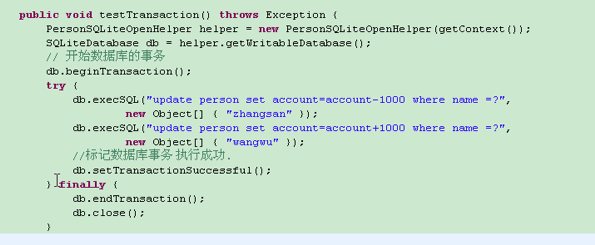 public void testTransaction() throws Exception {
PersonSQLiteOpenHelper helper = new PersonSQLiteOpenHelper(getContext());
SQLiteDatabase db = helper.getWritableDatabase();
// 开始数据库的事务
db.beginTransaction();
try {
db.execSQL("update person set account=account-1000 where name =?",
new Object[] { "zhangsan" });
db.execSQL("update person set account=account+1000 where name =?",
new Object[] { "wangwu" });
//标记数据库事务 执行成功.
db.setTransactionSuccessful();
} finally {
db.endTransaction();
db.close();
}